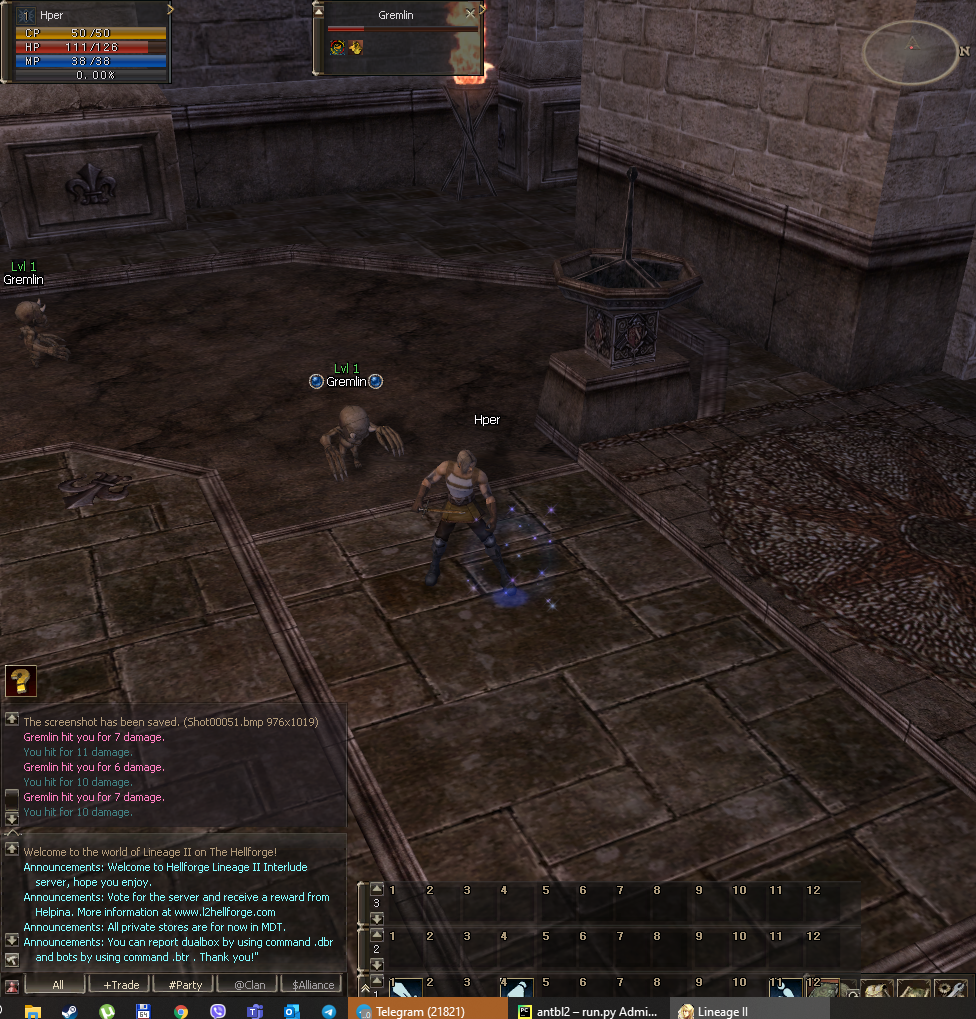 1 Hper
CP 50/50
HP 111/126
MP 38/38
0.00%
Gremlin
N
Lvl 1
Gremlin
Lvl 1
Gremlin
Hper
The screenshot has been saved. (Shot00051.bmp 976x1019)
Gremlin hit you for 7 damage.
You hit for 11 damage.
Gremlin hit you for 6 damage.
You hit for 10 damage.
Gremlin hit you for 7 damage.
You hit for 10 damage.
Welcome to the world of Lineage II on The Hellforge!
Announcements: Welcome to Hellforge Lineage II Interlude
server, hope you enjoy.
Announcements: Vote for the server and receive a reward from
Helpina. More information at www.l2hellforge.com
Announcements: All private stores are for now in MDT.
Announcements: You can report dualbox by using command .dbr
and bots by using command .btr . Thank you!"
All +Trade #Party @Clan $Alliance
3 1 2 3 4 5 6 7 8 9 10 11 12
2 1 2 3 4 5 6 7 8 9 10 11 12
1 1 2 3 4 5 6 7 8 9 10 11 12
64
Telegram (21821)
PC antbl2 – run.py Admi...
Lineage II